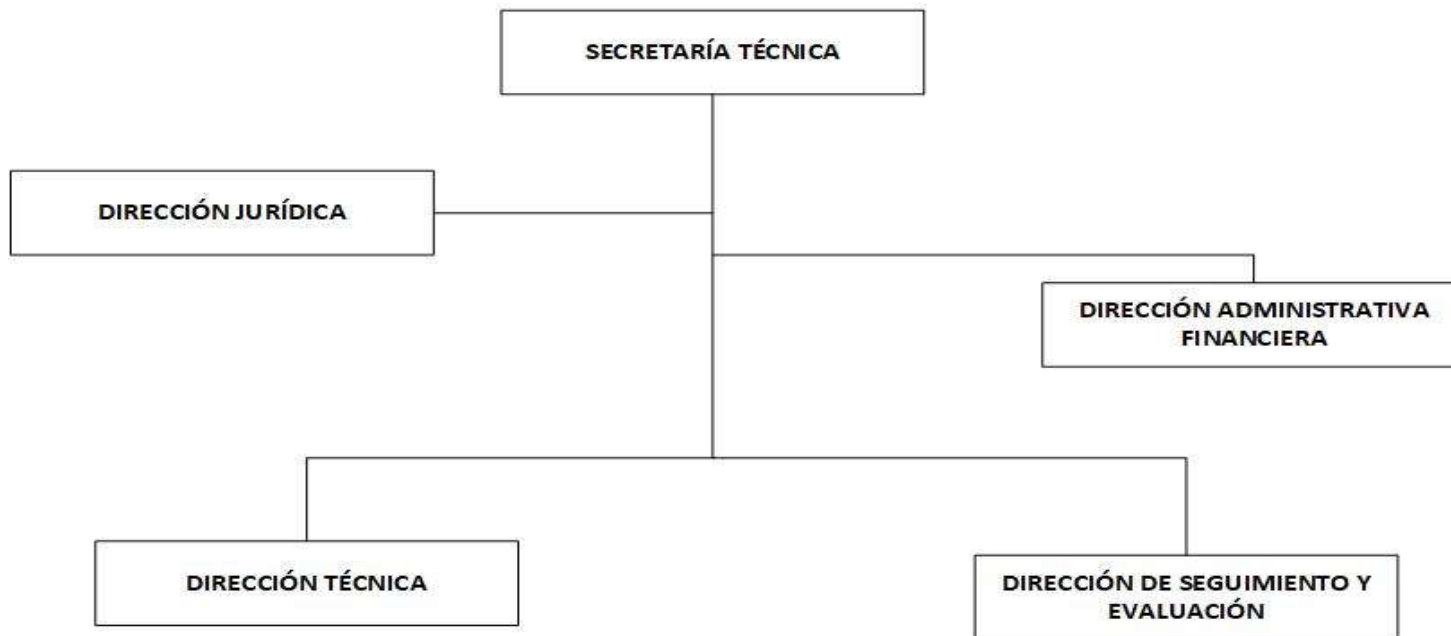 SECRETARÍA TÉCNICA
DIRECCIÓN JURÍDICA
DIRECCIÓN ADMINISTRATIVA
FINANCIERA
DIRECCIÓN TÉCNICA
DIRECCIÓN DE SEGUIMIENTO Y
EVALUACIÓN